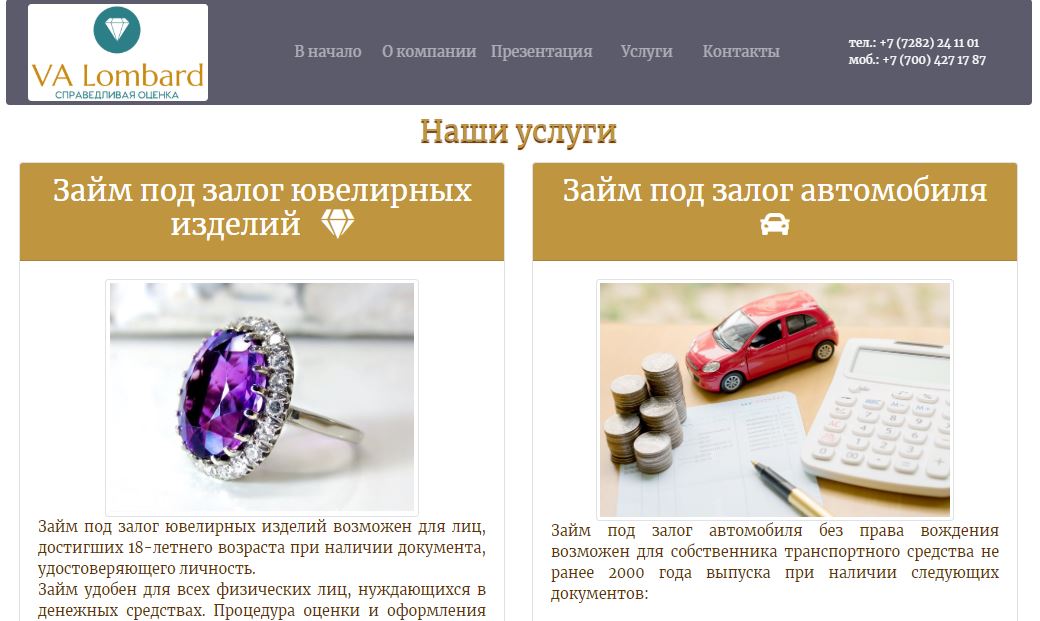 VA Lombard
СПРАВЕДЛИВАЯ ОЦЕНКА
В начало О компании Презентация Услуги Контакты
тел.: +7 (7282) 24 11 01
моб.: +7 (700) 427 17 87
Наши услуги
Займ под залог ювелирных
изделий
Займ под залог ювелирных изделий возможен для лиц,
достигших 18-летнего возраста при наличии документа,
удостоверяющего личность.
Займ удобен для всех физических лиц, нуждающихся в
денежных средствах. Процедура оценки и оформления
Займ под залог автомобиля
Займ под залог автомобиля без права вождения
возможен для собственника транспортного средства не
ранее 2000 года выпуска при наличии следующих
документов: